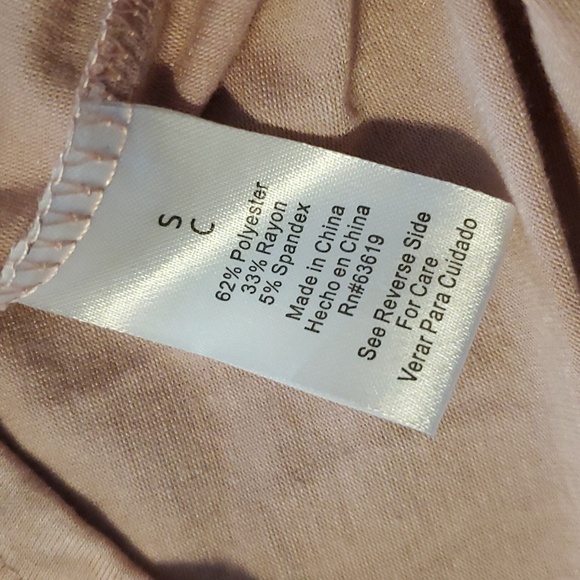 S
C
62% Polyester
33% Rayon
5% Spandex
Made in China
Hecho en China
Rn#63619
See Reverse Side
For Care
Verar Para Cuidado